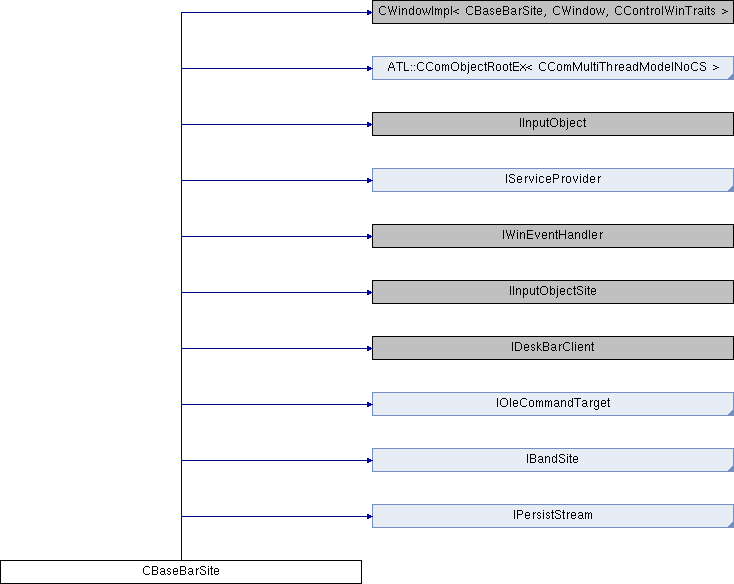 CWindowImpl< CBaseBarSite, CWindow, CControlWinTraits >
ATL::CComObjectRootEx< CComMultiThreadModelNoCS >
IInputObject
IServiceProvider
IWinEventHandler
IInputObjectSite
IDeskBarClient
IOleCommandTarget
IBandSite
IPersistStream
CBaseBarSite